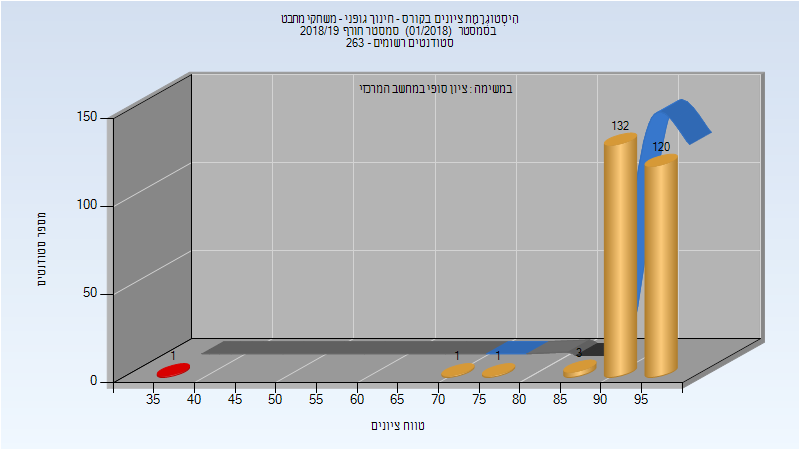 היסטוגרמת ציונים בקורס - חינוך גופני - משחקי מחבט
בסמסטר (01/2018) סמסטר חורף 2018/19
סטודנטים רשומים - 263
במשימה : ציון סופי במחשב המרכזי
150
100
50
0
מספר סטודנטים
132
120
1
1
1
3
35 40 45 50 55 60 65 70 75 80 85 90 95
טווח ציונים